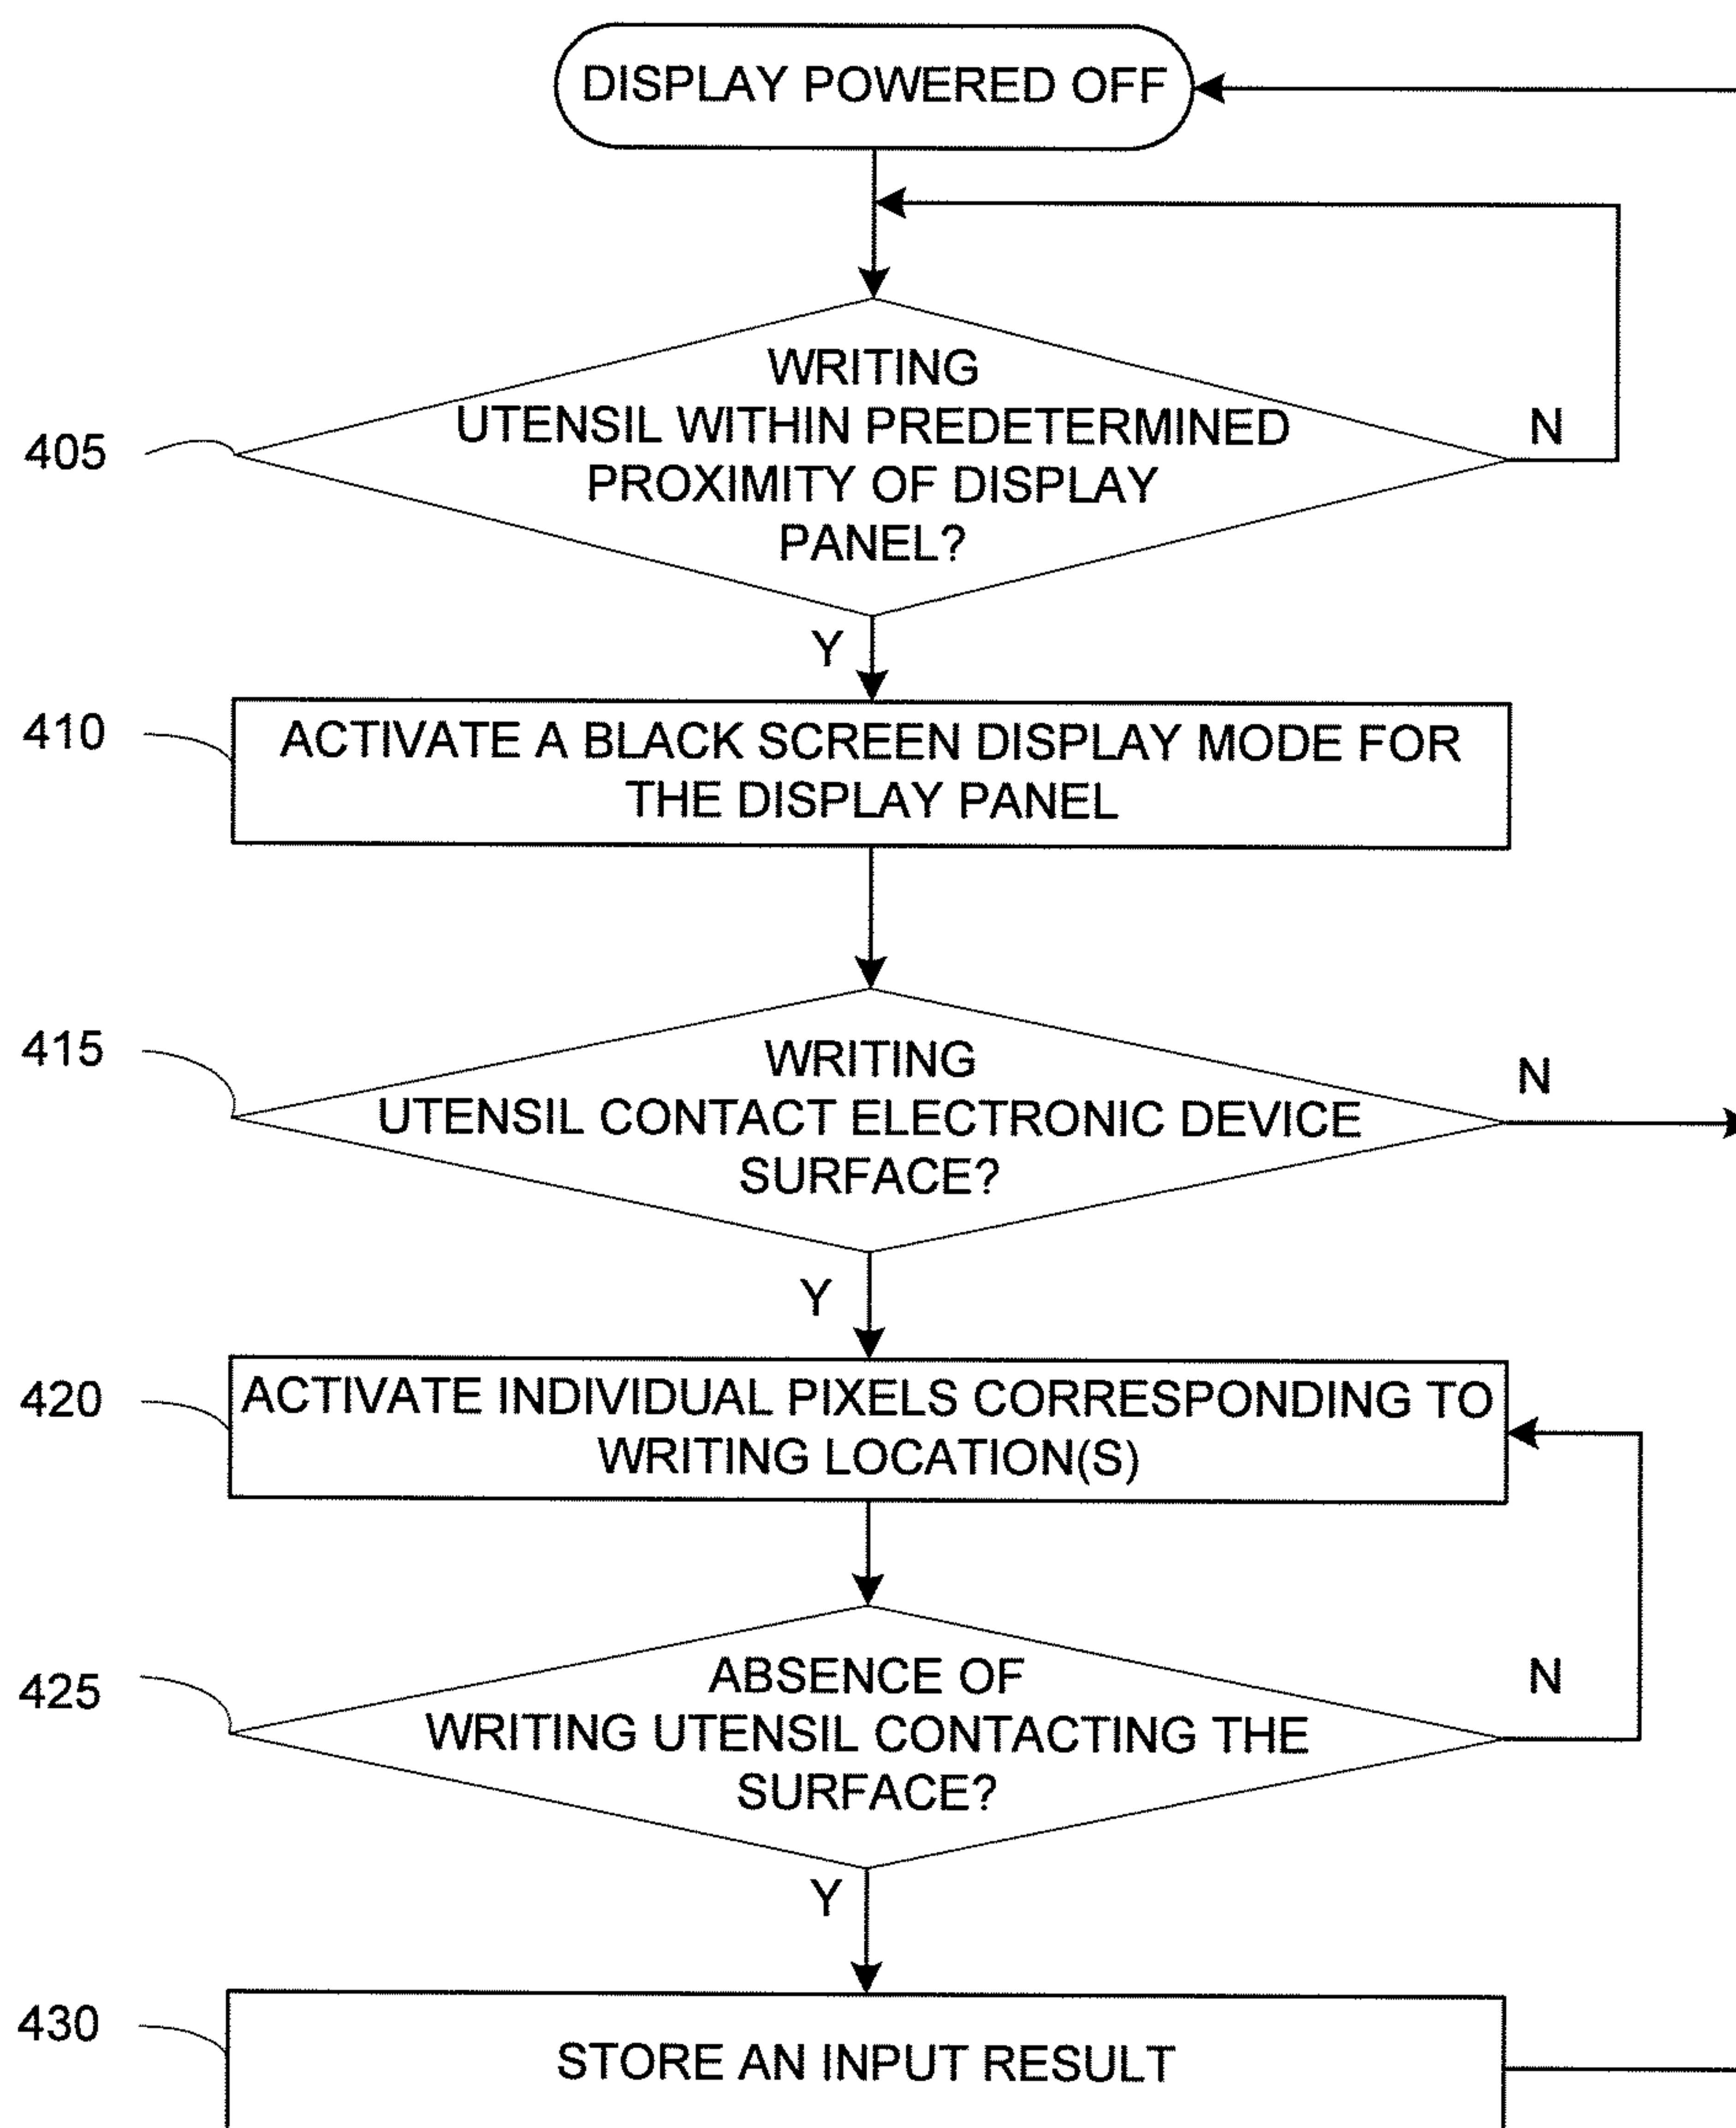 DISPLAY POWERED OFF
WRITING
UTENSIL WITHIN PREDETERMINED
PROXIMITY OF DISPLAY
PANEL?
405
N
Y
410
ACTIVATE A BLACK SCREEN DISPLAY MODE FOR
THE DISPLAY PANEL
415
WRITING
UTENSIL CONTACT ELECTRONIC DEVICE
SURFACE?
N
Y
420
ACTIVATE INDIVIDUAL PIXELS CORRESPONDING TO
WRITING LOCATION(S)
425
ABSENCE OF
WRITING UTENSIL CONTACTING THE
SURFACE?
N
Y
430
STORE AN INPUT RESULT